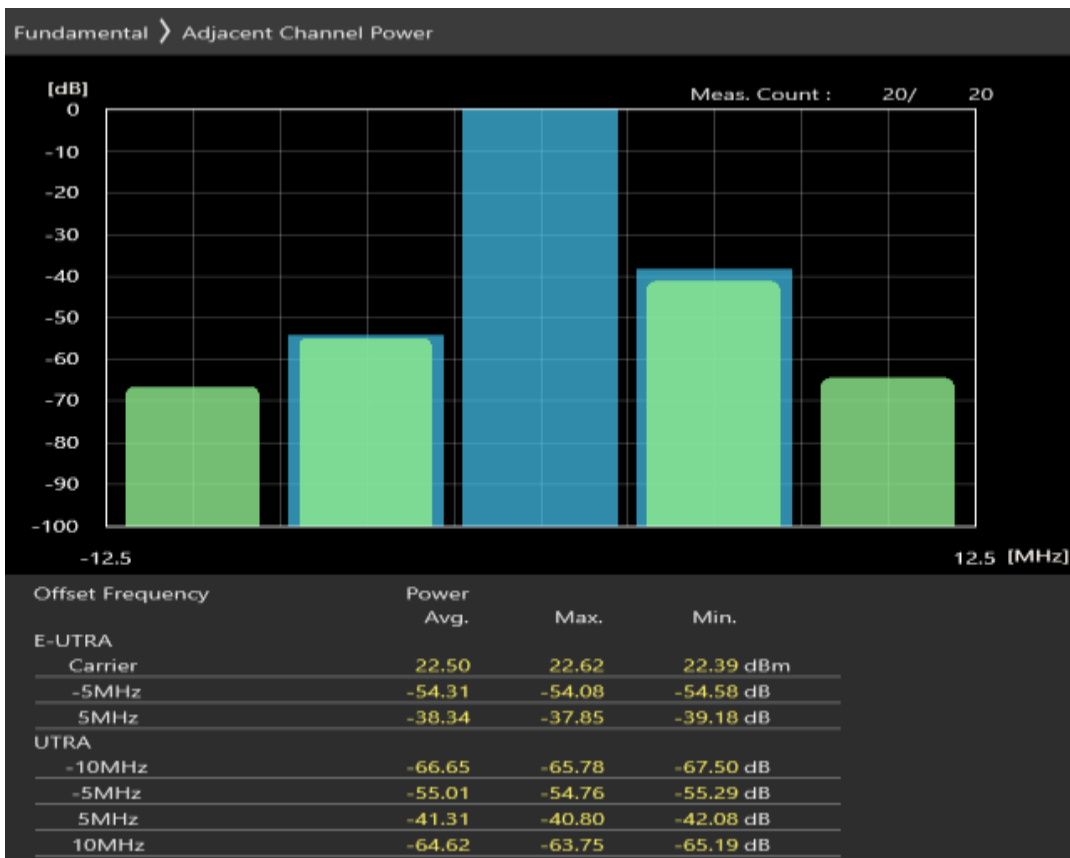 Fundamental 〉 Adjacent Channel Power
[dB]
Meas. Count : 20/ 20
0
-10
-20
-30
-40
-50
-60
-70
-80
-90
-100
-12.5 12.5 [MHz]
Offset Frequency Power
Avg. Max. Min.
E-UTRA
Carrier 22.50 22.62 22.39 dBm
-5MHz -54.31 -54.08 -54.58 dB
5MHz -38.34 -37.85 -39.18 dB
UTRA
-10MHz -66.65 -65.78 -67.50 dB
-5MHz -55.01 -54.76 -55.29 dB
5MHz -41.31 -40.80 -42.08 dB
10MHz -64.62 -63.75 -65.19 dB